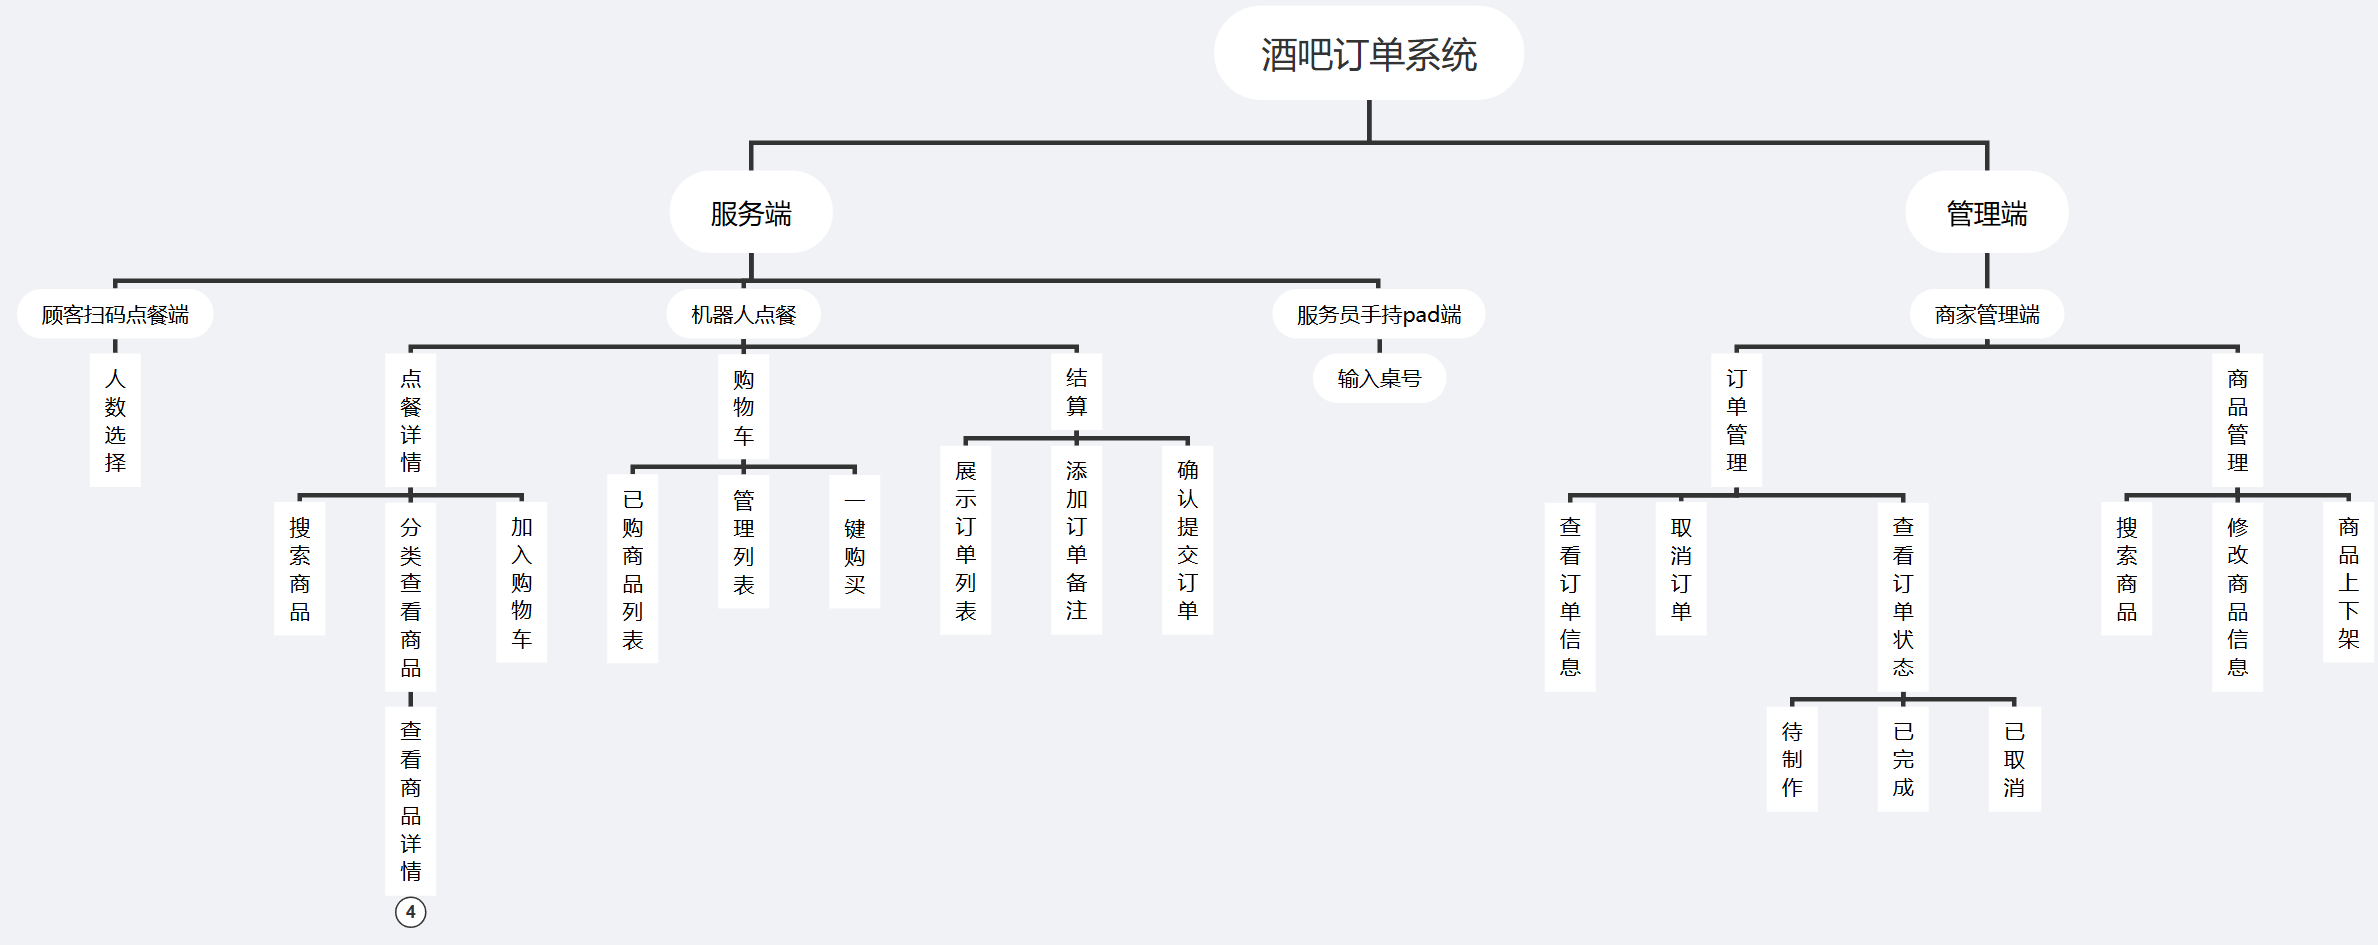 酒吧订单系统
服务端
管理端
顾客扫码点餐端
机器人点餐
服务员手持pad端
商家管理端
人数选择
点餐详情
购物车
结算
输入桌号
订单管理
商品管理
搜索商品
分类查看商品
加入购物车
已购商品列表
管理列表
一键购买
展示订单列表
添加订单备注
确认提交订单
查看订单信息
取消订单
查看订单状态
搜索商品
修改商品信息
商品上下架
查看商品详情
待制作
已完成
已取消
4